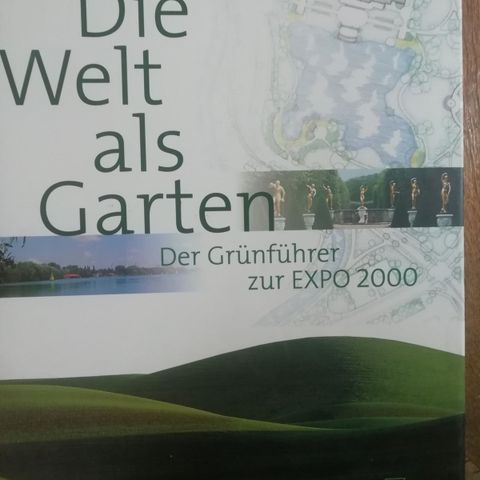 Die
Welt
als
Garten
Der Grünführer
zur EXPO 2000